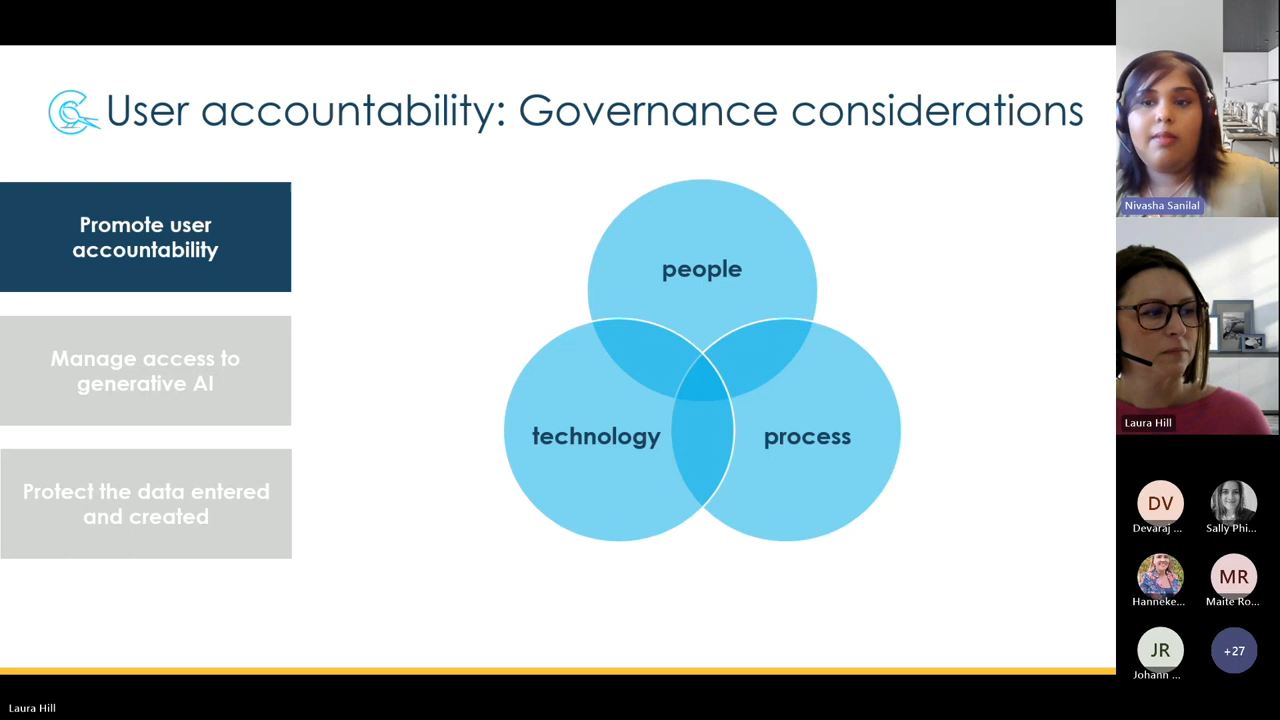 User accountability: Governance considerations
Promote user
accountability
Manage access to
generative AI
Protect the data entered
and created
people
technology
process
Nivasha Sanilal
Laura Hill
DV
Devaraj ...
Sally Phi...
Hanneke...
MR
Maite Ro...
JR
Johann ...
+27
Laura Hill